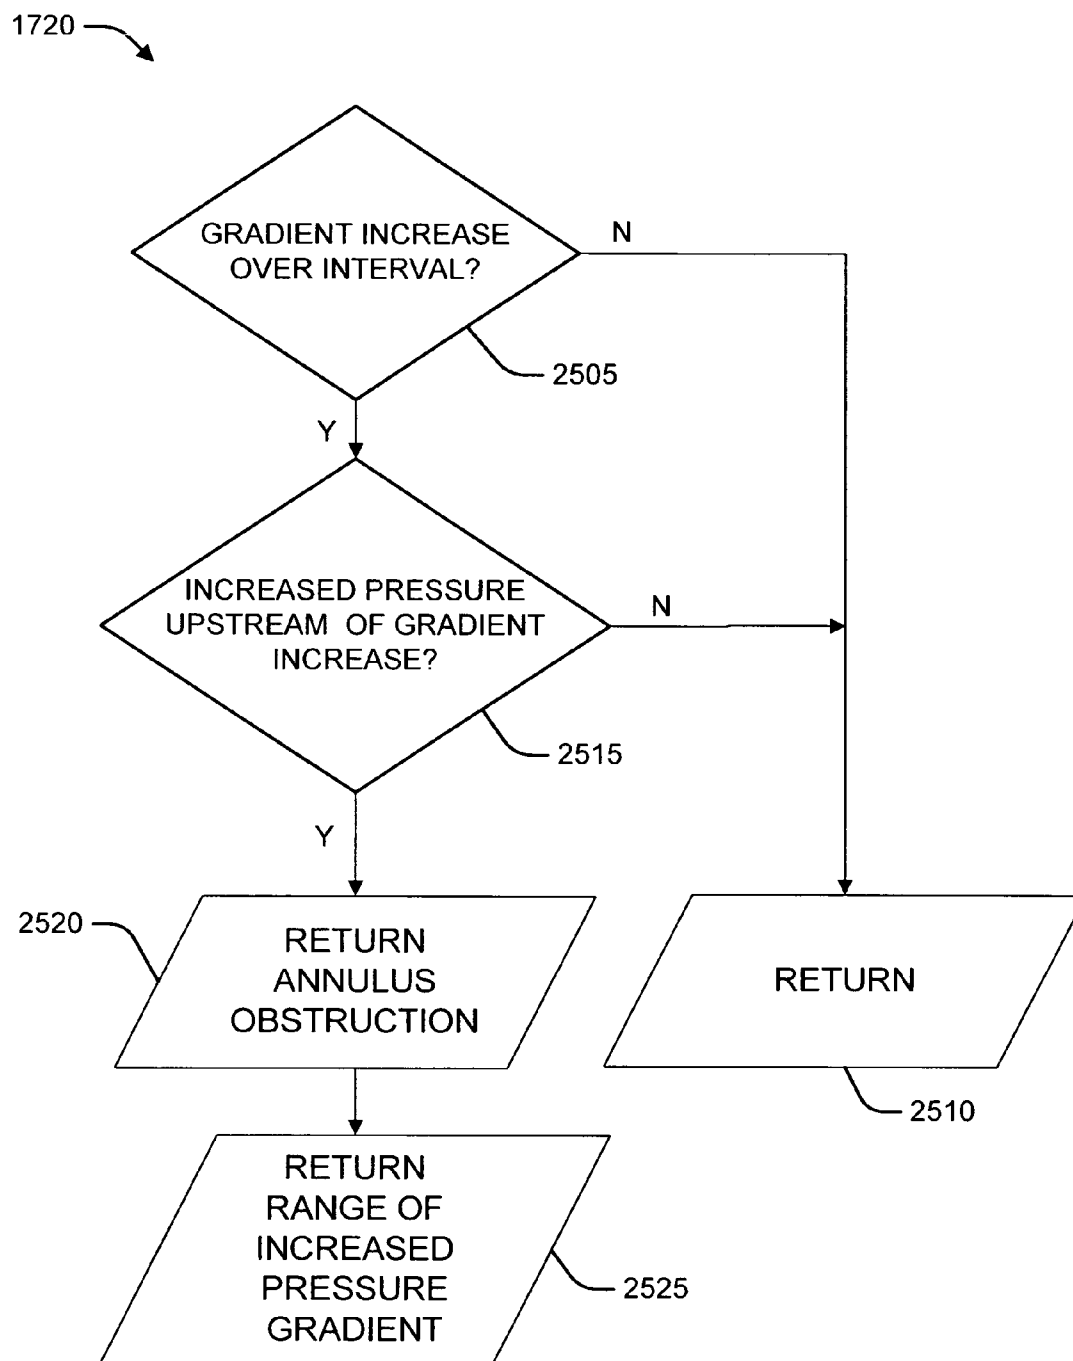 1720
GRADIENT INCREASE
OVER INTERVAL?
N
2505
Y
INCREASED PRESSURE
UPSTREAM OF GRADIENT
INCREASE?
N
2515
Y
2520
RETURN
ANNULUS
OBSTRUCTION
RETURN
2510
RETURN
RANGE OF
INCREASED
PRESSURE
GRADIENT
2525